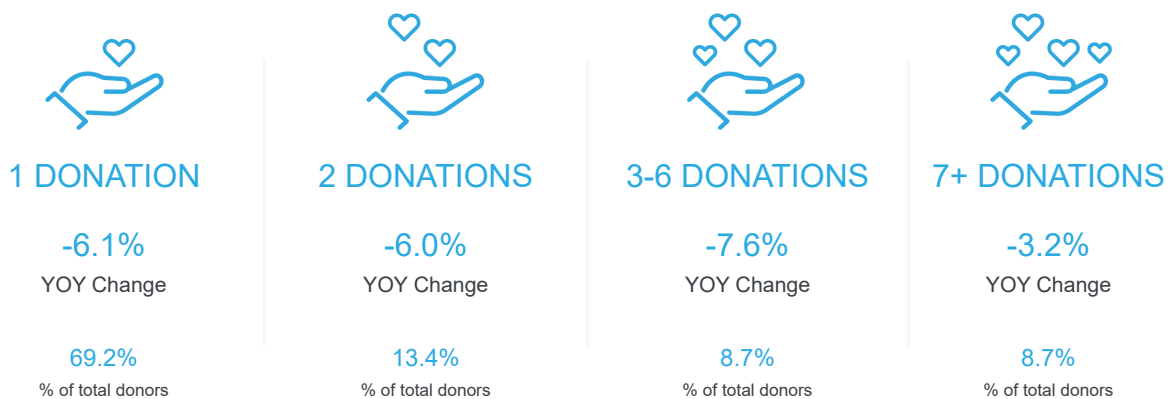 1 DONATION
-6.1%
YOY Change
69.2%
% of total donors
2 DONATIONS
-6.0%
YOY Change
13.4%
% of total donors
3-6 DONATIONS
-7.6%
YOY Change
8.7%
% of total donors
7+ DONATIONS
-3.2%
YOY Change
8.7%
% of total donors